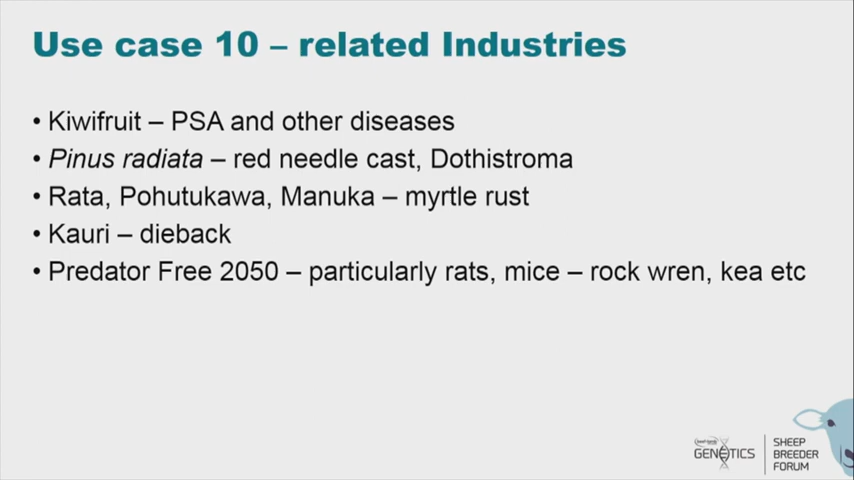 Use case 10 – related Industries
• Kiwifruit – PSA and other diseases
• Pinus radiata – red needle cast, Dothistroma
• Rata, Pohutukawa, Manuka – myrtle rust
• Kauri – dieback
• Predator Free 2050 – particularly rats, mice – rock wren, kea etc
GENETICS
SHEEP
BREEDER
FORUM